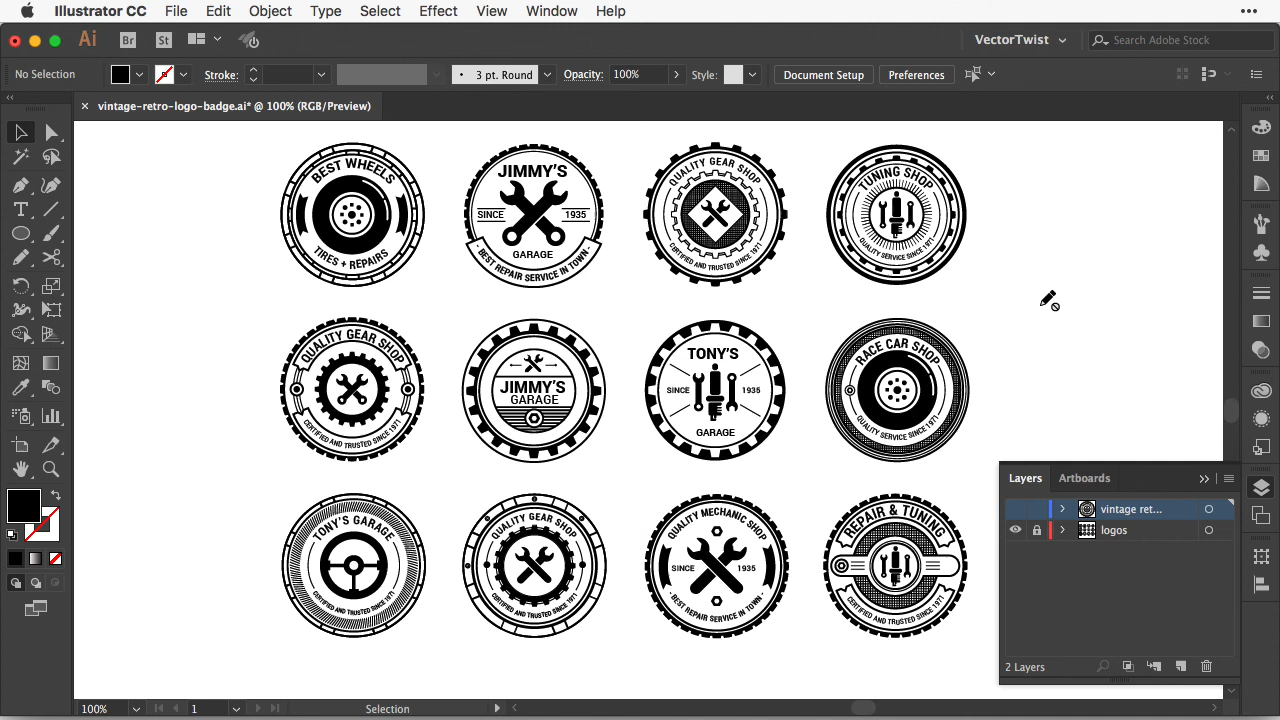 Illustrator CC File Edit Object Type Select Effect View Window Help
Ai Br St VectorTwist Search Adobe Stock
No Selection Stroke: 3 pt. Round Opacity: 100% Style: Document Setup Preferences
× vintage-retro-logo-badge.ai* @ 100% (RGB/Preview)
BEST WHEELS
TIRES + REPAIRS
JIMMY'S
SINCE 1935
GARAGE
· BEST REPAIR SERVICE IN TOWN ·
QUALITY GEAR SHOP
CERTIFIED AND TRUSTED SINCE 1971
TUNING SHOP
QUALITY SERVICE SINCE 1971
QUALITY GEAR SHOP
CERTIFIED AND TRUSTED SINCE 1971
JIMMY'S
GARAGE
TONY'S
SINCE 1935
GARAGE
RACE CAR SHOP
QUALITY SERVICE SINCE 1971
TONY'S GARAGE
CERTIFIED AND TRUSTED SINCE 1971
QUALITY GEAR SHOP
CERTIFIED AND TRUSTED SINCE 1971
QUALITY MECHANIC SHOP
SINCE 1935
· BEST REPAIR SERVICE IN TOWN ·
REPAIR & TUNING
CERTIFIED AND TRUSTED SINCE 1971
Layers Artboards
vintage ret...
logos
2 Layers
100% 1 Selection